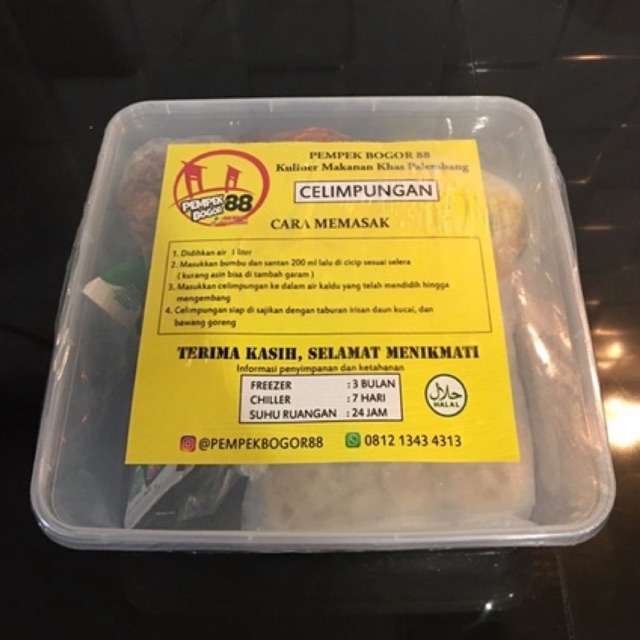 PEMPEK BOGOR 88
PEMPEK BOGOR 88
Kuliner Makanan Khas Palembang
CELIMPUNGAN
CARA MEMASAK
1. Didihkan air 1 liter
2. Masukkan bumbu dan santan 200 ml lalu di cicip sesuai selera
( kurang asin bisa di tambah garam )
3. Masukkan celimpungan ke dalam air kaldu yang telah mendidih hingga
mengembang
4. Celimpungan siap di sajikan dengan taburan irisan daun kucai, dan
bawang goreng
TERIMA KASIH, SELAMAT MENIKMATI
Informasi penyimpanan dan ketahanan
FREEZER : 3 BULAN
CHILLER : 7 HARI
SUHU RUANGAN : 24 JAM
حلال
HALAL
@PEMPEKBOGOR88 0812 1343 4313